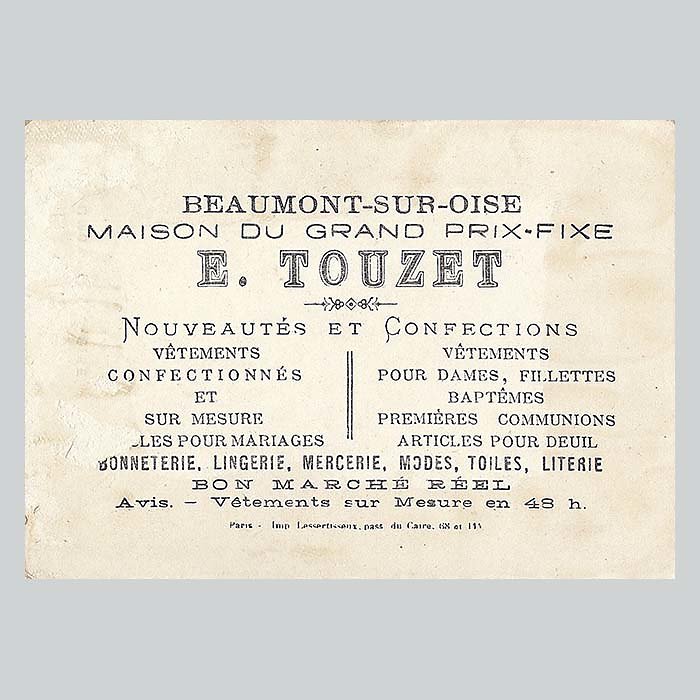 BEAUMONT-SUR-OISE
MAISON DU GRAND PRIX-FIXE
E. TOUZET
NOUVEAUTÉS ET CONFECTIONS
VÊTEMENTS
CONFECTIONNÉS
ET
SUR MESURE
CLES POUR MARIAGES
VÊTEMENTS
POUR DAMES, FILLETTES
BAPTÊMES
PREMIÈRES COMMUNIONS
ARTICLES POUR DEUIL
BONNETERIE, LINGERIE, MERCERIE, MODES, TOILES, LITERIE
BON MARCHÉ RÉEL
Avis. — Vêtements sur Mesure en 48 h.
Paris - Imp Lessertisseux, pass. du Caire, 68 et